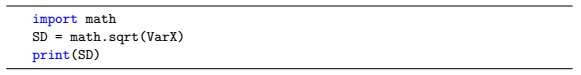 import math
SD = math.sqrt(VarX)
print(SD)